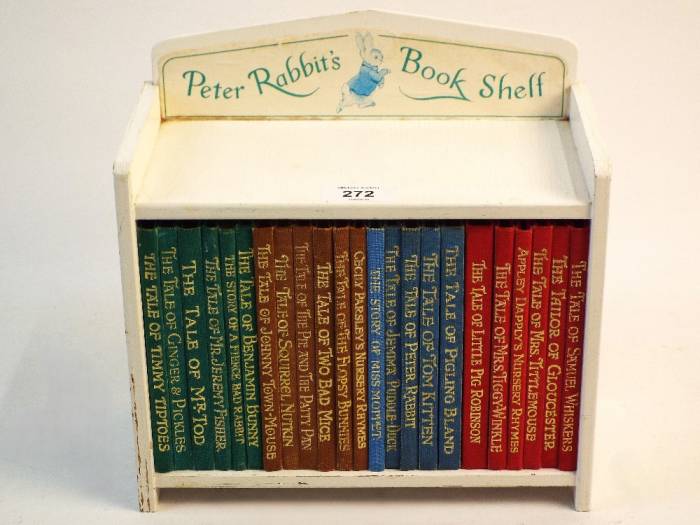 Peter Rabbit's Book Shelf
272
THE TALE OF TIMMY TIPTOES
THE TALE OF GINGER & PICKLES
THE TALE OF MR. TOD
THE TALE OF MR. JEREMY FISHER
THE STORY OF A FIERCE BAD RABBIT
THE TALE OF BENJAMIN BUNNY
THE TALE OF JOHNNY TOWN-MOUSE
THE TALE OF SQUIRREL NUTKIN
THE TALE OF THE PIE AND THE PATTY PAN
THE TALE OF TWO BAD MICE
THE TALE OF THE FLOPSY BUNNIES
CECILY PARSLEY'S NURSERY RHYMES
THE STORY OF MISS MOPPET
THE TALE OF JEMIMA PUDDLE-DUCK
THE TALE OF PETER RABBIT
THE TALE OF TOM KITTEN
THE TALE OF PIGLING BLAND
THE TALE OF LITTLE PIG ROBINSON
THE TALE OF MRS. TIGGYWINKLE
APPLEY DAPPLY'S NURSERY RHYMES
THE TALE OF MRS. TITTLEMOUSE
THE TAILOR OF GLOUCESTER
THE TALE OF SAMUEL WHISKERS